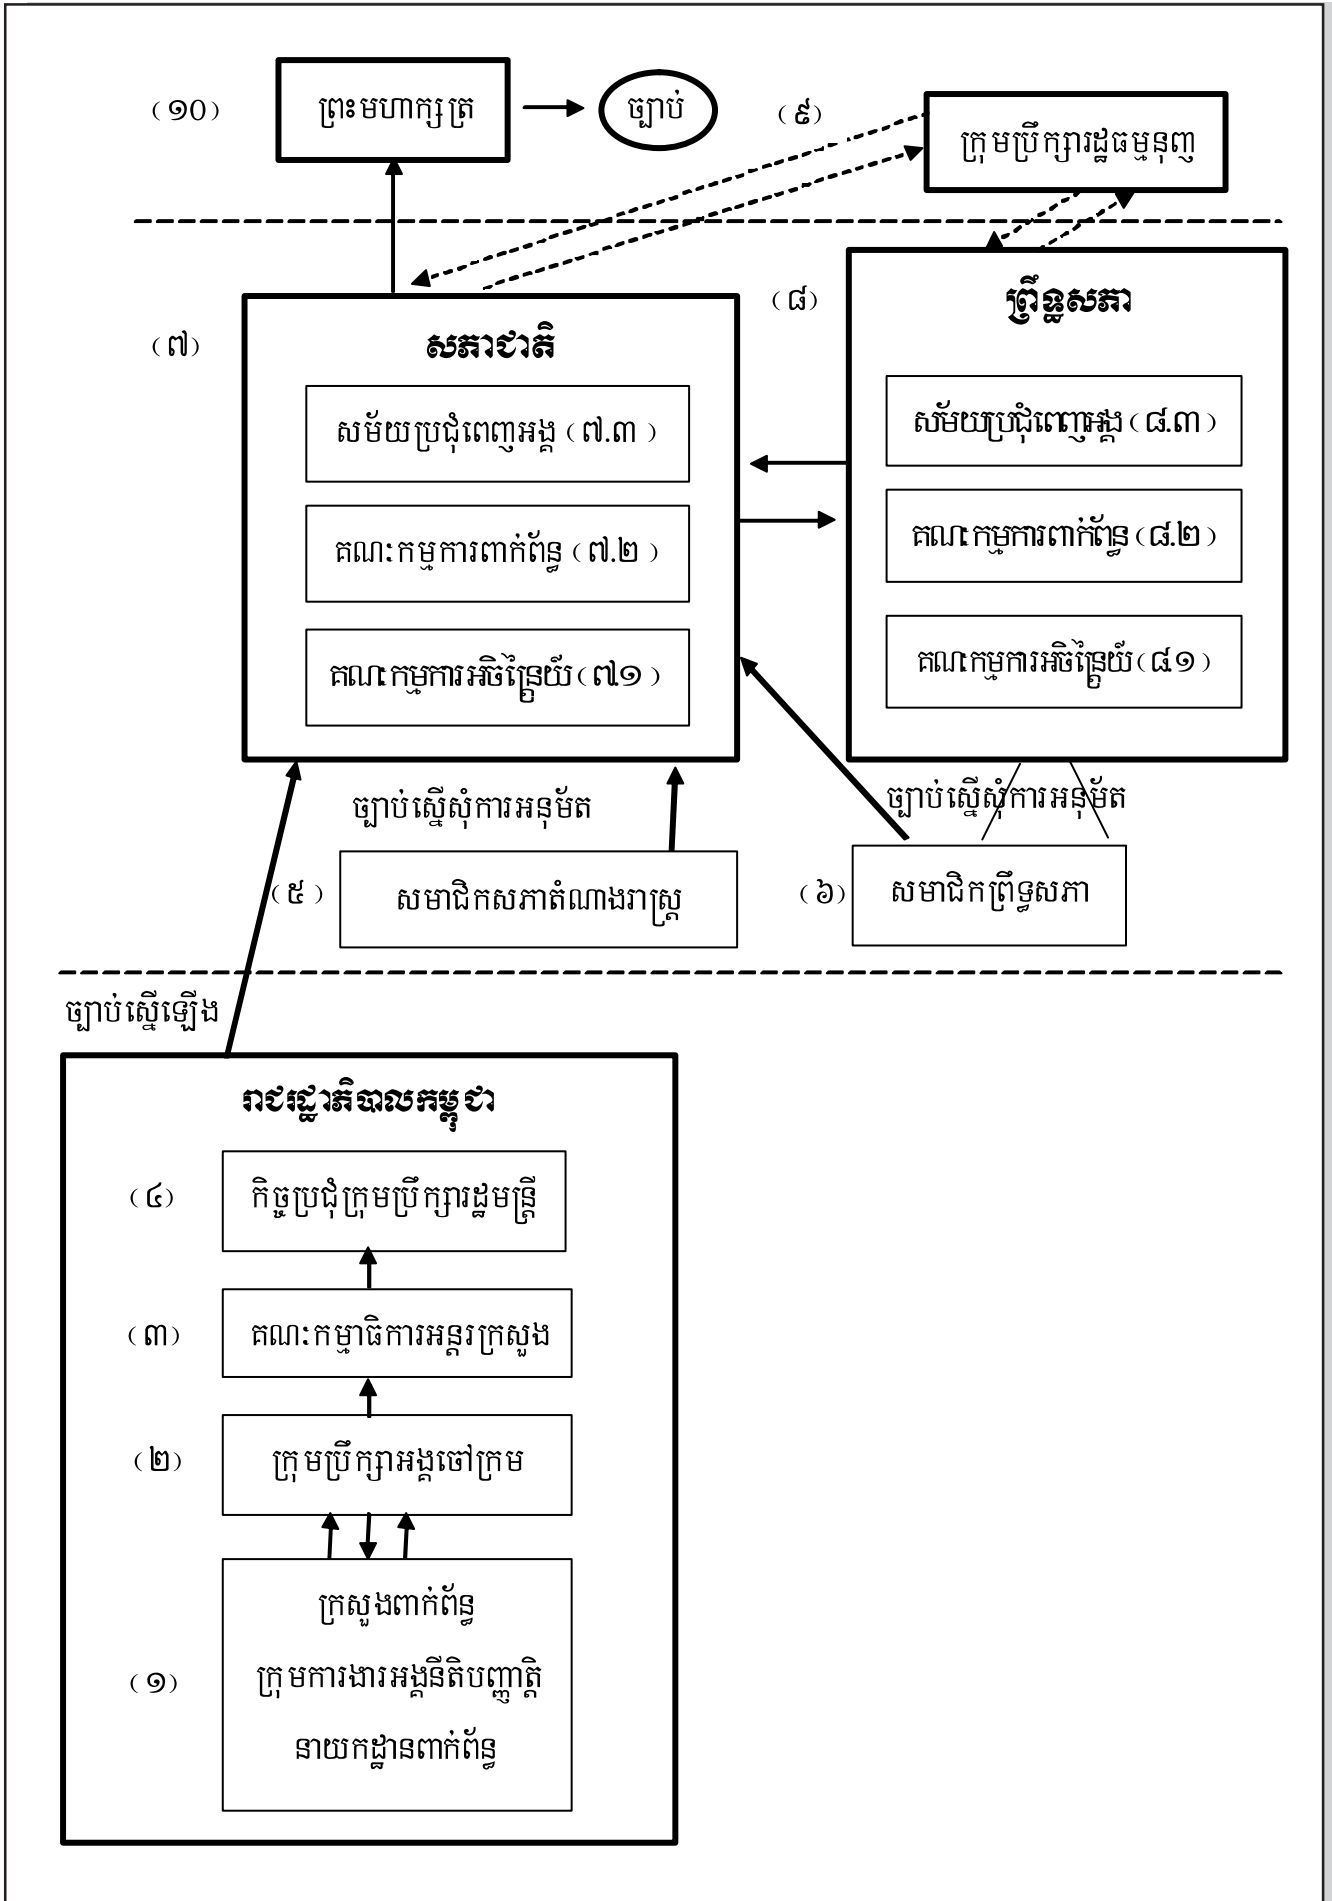 (១០) ព្រះមហាក្សត្រ ច្បាប់ (៩) ក្រុមប្រឹក្សារដ្ឋធម្មនុញ្ញ
(៧) សភាជាតិ
សម័យប្រជុំពេញអង្គ (៧.៣ )
គណៈកម្មការពាក់ព័ន្ធ (៧.២ )
គណៈកម្មការអចិន្ត្រៃយ៍ (៧.១ )
(៨) ព្រឹទ្ធសភា
សម័យប្រជុំពេញអង្គ (៨.៣)
គណៈកម្មការពាក់ព័ន្ធ (៨.២)
គណៈកម្មការអចិន្ត្រៃយ៍ (៨.១)
ច្បាប់ស្នើសុំការអនុម័ត
(៥ ) សមាជិកសភាតំណាងរាស្ត្រ
ច្បាប់ស្នើសុំការអនុម័ត
(៦) សមាជិកព្រឹទ្ធសភា
ច្បាប់ស្នើឡើង
រាជរដ្ឋាភិបាលកម្ពុជា
(៤) កិច្ចប្រជុំក្រុមប្រឹក្សារដ្ឋមន្ត្រី
(៣) គណៈកម្មាធិការអន្តរក្រសួង
(២) ក្រុមប្រឹក្សាអង្គចៅក្រម
ក្រសួងពាក់ព័ន្ធ
(១) ក្រុមការងារអង្គនីតិបញ្ញាត្តិ
នាយកដ្ឋានពាក់ព័ន្ធ